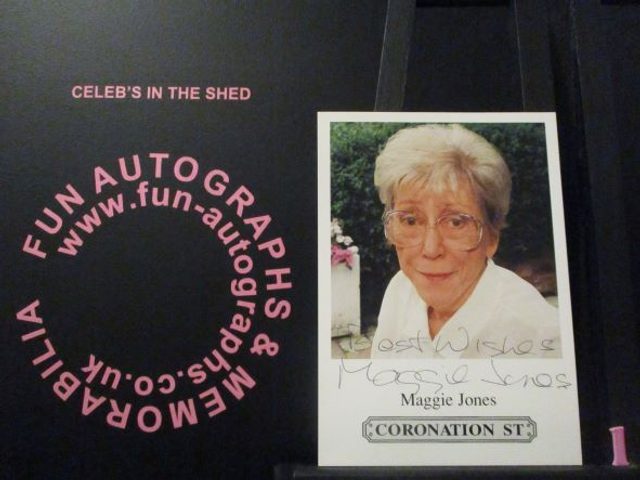 CELEB'S IN THE SHED
FUN AUTOGRAPHS & MEMORABILIA
www.fun-autographs.co.uk
Best Wishes
Maggie Jones
Maggie Jones
CORONATION ST